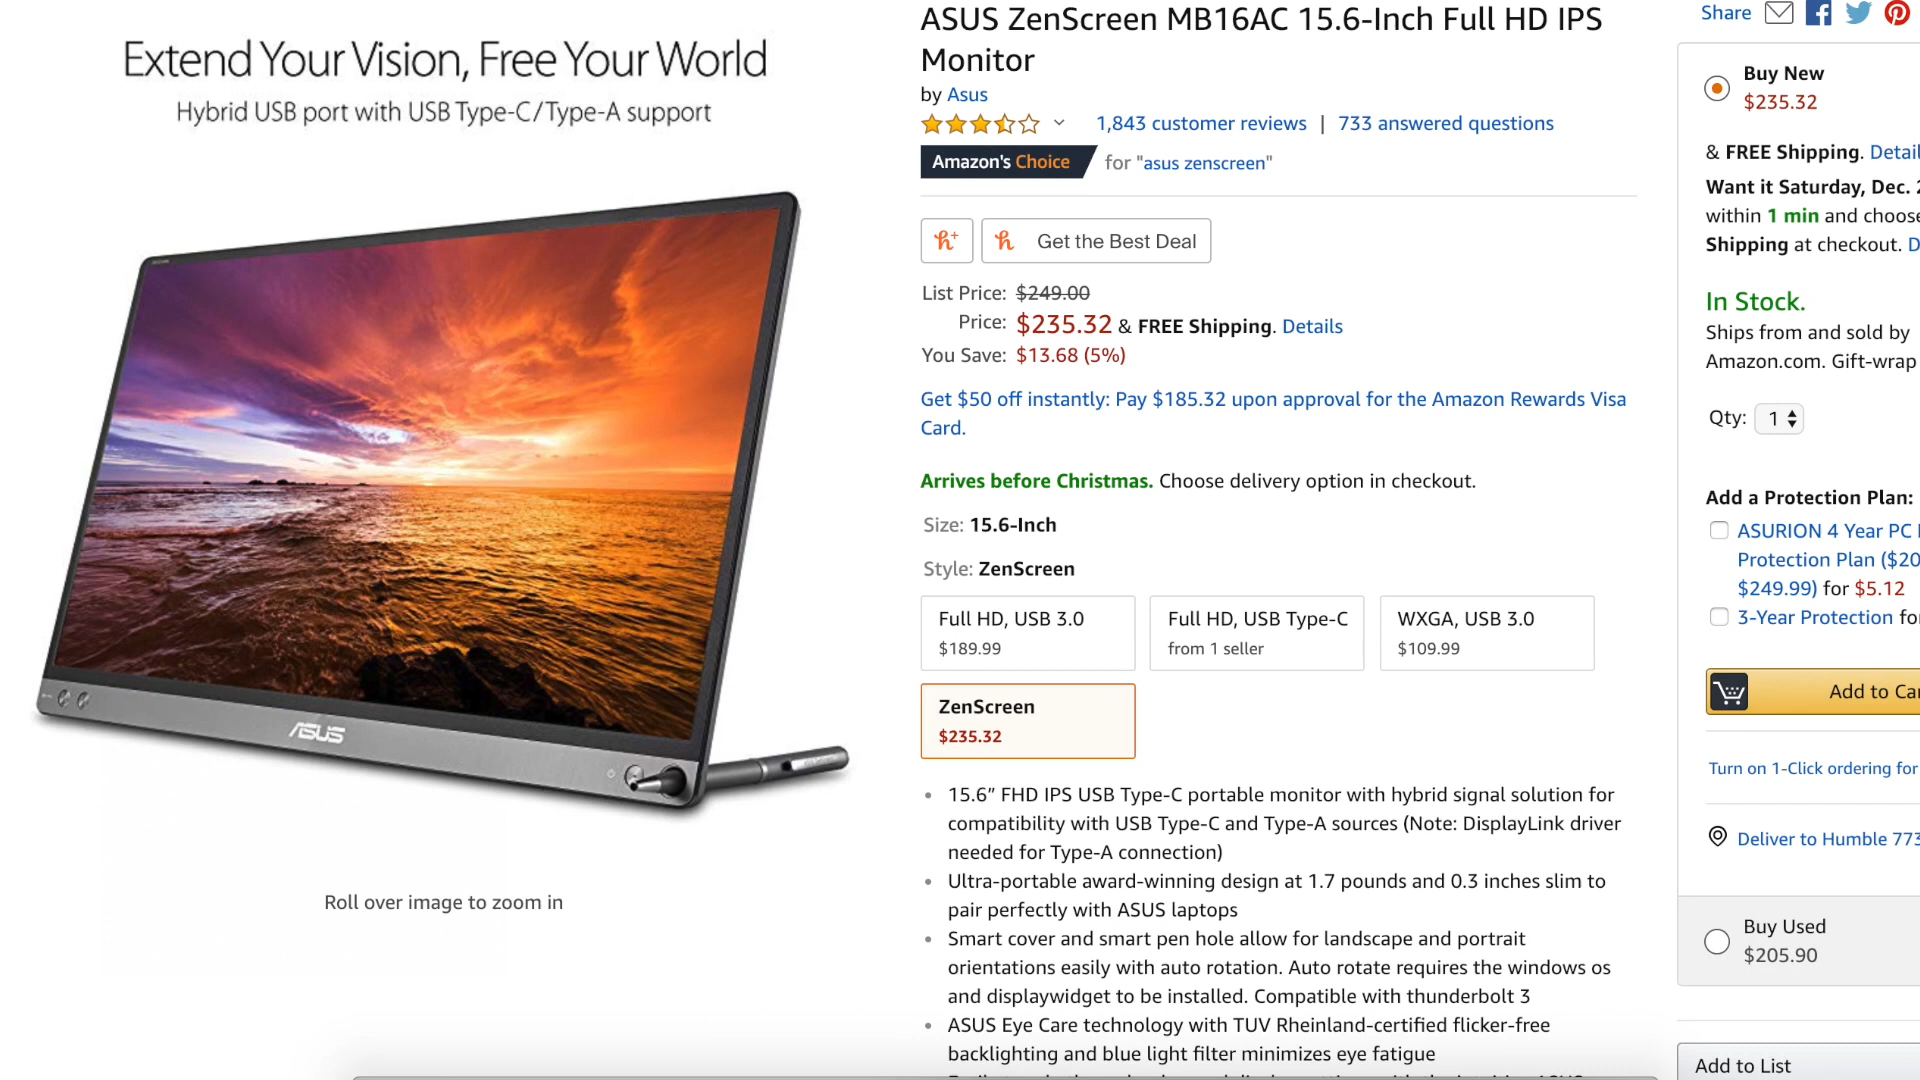 Extend Your Vision, Free Your World
Hybrid USB port with USB Type-C/Type-A support
ASUS
Roll over image to zoom in
ASUS ZenScreen MB16AC 15.6-Inch Full HD IPS
Monitor
by Asus
1,843 customer reviews | 733 answered questions
Amazon's Choice for "asus zenscreen"
Get the Best Deal
List Price: $249.00
Price: $235.32 & FREE Shipping. Details
You Save: $13.68 (5%)
Get $50 off instantly: Pay $185.32 upon approval for the Amazon Rewards Visa
Card.
Arrives before Christmas. Choose delivery option in checkout.
Size: 15.6-Inch
Style: ZenScreen
Full HD, USB 3.0
$189.99
Full HD, USB Type-C
from 1 seller
WXGA, USB 3.0
$109.99
ZenScreen
$235.32
• 15.6” FHD IPS USB Type-C portable monitor with hybrid signal solution for
compatibility with USB Type-C and Type-A sources (Note: DisplayLink driver
needed for Type-A connection)
• Ultra-portable award-winning design at 1.7 pounds and 0.3 inches slim to
pair perfectly with ASUS laptops
• Smart cover and smart pen hole allow for landscape and portrait
orientations easily with auto rotation. Auto rotate requires the windows os
and displaywidget to be installed. Compatible with thunderbolt 3
• ASUS Eye Care technology with TUV Rheinland-certified flicker-free
backlighting and blue light filter minimizes eye fatigue
Share
Buy New
$235.32
& FREE Shipping. Detail
Want it Saturday, Dec. 2
within 1 min and choose
Shipping at checkout. D
In Stock.
Ships from and sold by
Amazon.com. Gift-wrap
Qty: 1
Add a Protection Plan:
ASURION 4 Year PC
Protection Plan ($20
$249.99) for $5.12
3-Year Protection for
Add to Car
Turn on 1-Click ordering for
Deliver to Humble 773
Buy Used
$205.90
Add to List